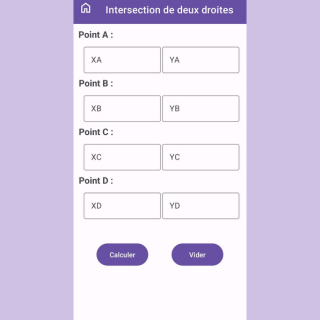 Intersection de deux droites
Point A :
XA YA
Point B :
XB YB
Point C :
XC YC
Point D :
XD YD
Calculer Vider